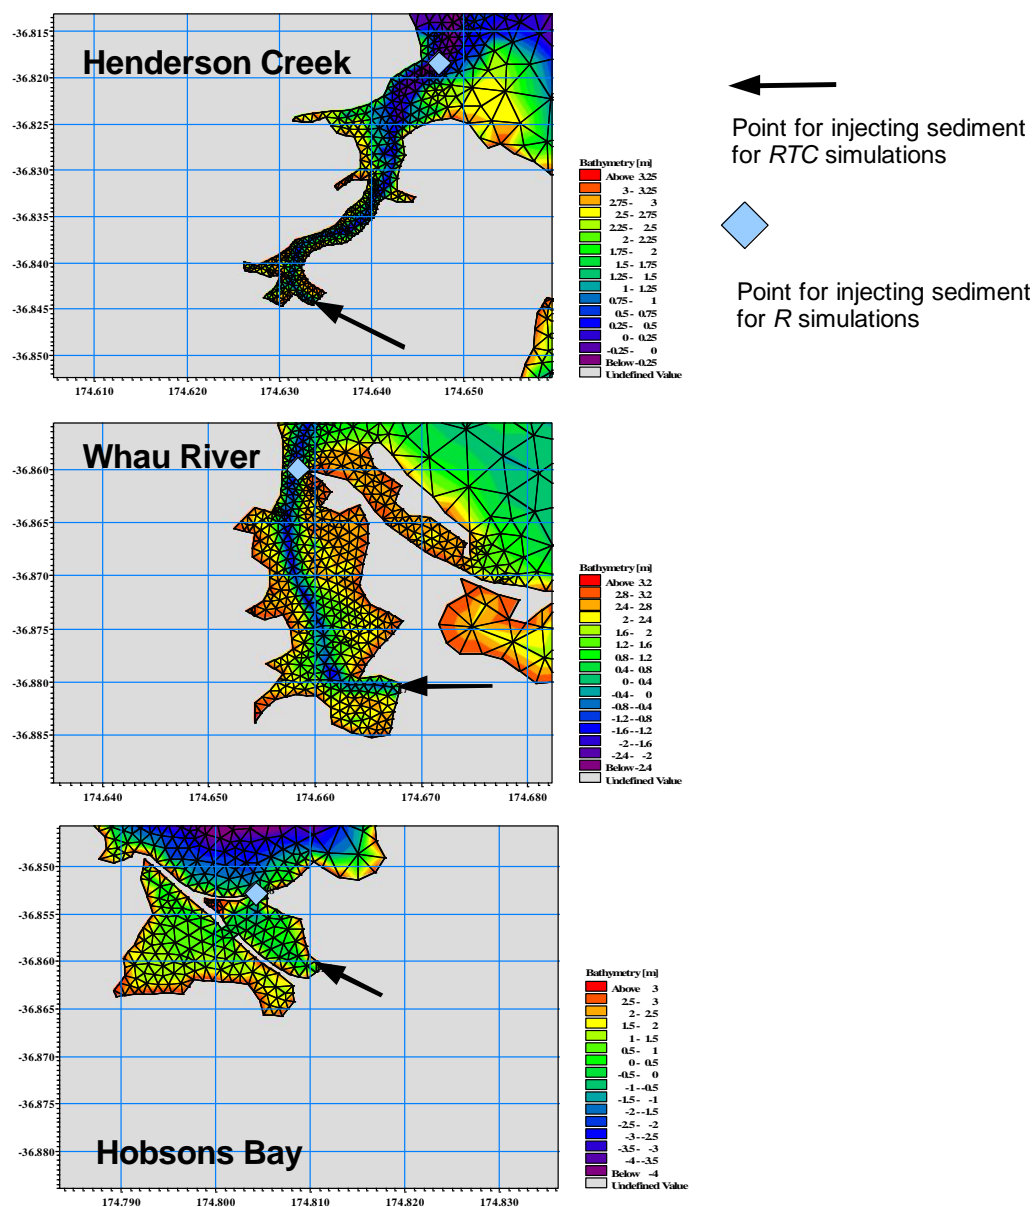 Henderson Creek
-36.815
-36.820
-36.825
-36.830
-36.835
-36.840
-36.845
-36.850
174.610 174.620 174.630 174.640 174.650
Bathymetry [m]
Above 3.25
3 - 3.25
2.75 - 3
2.5 - 2.75
2.25 - 2.5
2 - 2.25
1.75 - 2
1.5 - 1.75
1.25 - 1.5
1 - 1.25
0.75 - 1
0.5 - 0.75
0.25 - 0.5
0 - 0.25
-0.25 - 0
Below -0.25
Undefined Value
Point for injecting sediment
for RTC simulations
Point for injecting sediment
for R simulations
Whau River
-36.860
-36.865
-36.870
-36.875
-36.880
-36.885
174.640 174.650 174.660 174.670 174.680
Bathymetry [m]
Above 3.2
2.8 - 3.2
2.4 - 2.8
2 - 2.4
1.6 - 2
1.2 - 1.6
0.8 - 1.2
0.4 - 0.8
0 - 0.4
-0.4 - 0
-0.8 - -0.4
-1.2 - -0.8
-1.6 - -1.2
-2 - -1.6
-2.4 - -2
Below -2.4
Undefined Value
-36.850
-36.855
-36.860
-36.865
-36.870
-36.875
-36.880
Hobsons Bay
174.790 174.800 174.810 174.820 174.830
Bathymetry [m]
Above 3
2.5 - 3
2 - 2.5
1.5 - 2
1 - 1.5
0.5 - 1
0 - 0.5
-0.5 - 0
-1 - -0.5
-1.5 - -1
-2 - -1.5
-2.5 - -2
-3 - -2.5
-3.5 - -3
-4 - -3.5
Below -4
Undefined Value